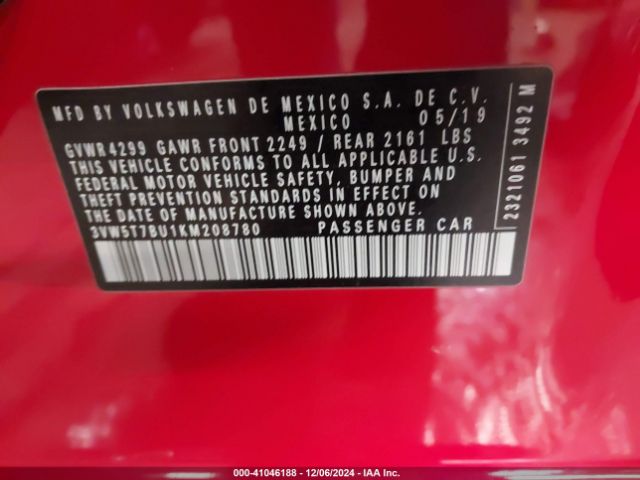 MFD BY VOLKSWAGEN DE MEXICO S.A. DE C.V.
MEXICO 05/19
GVWR4299 GAWR FRONT 2249 / REAR 2161 LBS
THIS VEHICLE CONFORMS TO ALL APPLICABLE U.S.
FEDERAL MOTOR VEHICLE SAFETY, BUMPER AND
THEFT PREVENTION STANDARDS IN EFFECT ON
THE DATE OF MANUFACTURE SHOWN ABOVE.
3VW5T7BU1KM208780 PASSENGER CAR
2321061 3492 M
000-41046188 - 12/06/2024 - IAA Inc.